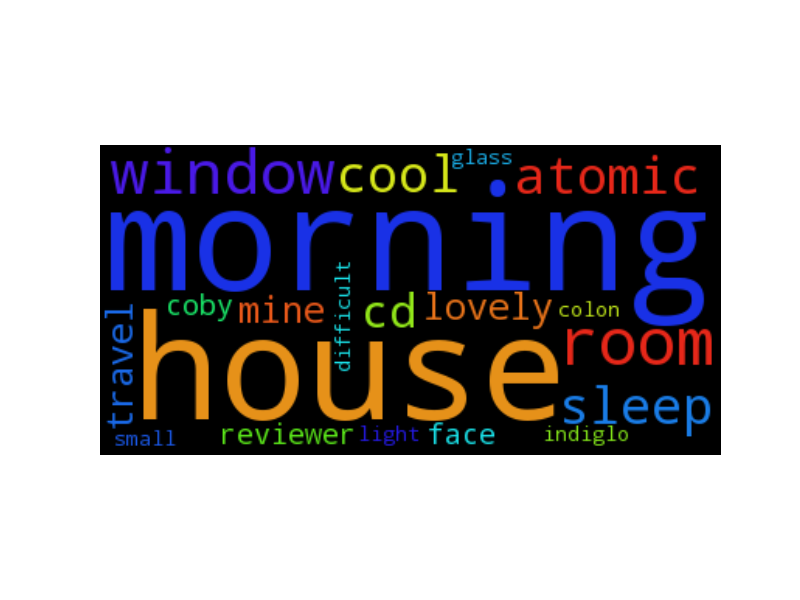 glass
window cool atomic
morning
coby mine difficult cd lovely colon
travel house room
sleep
small reviewer light face indiglo